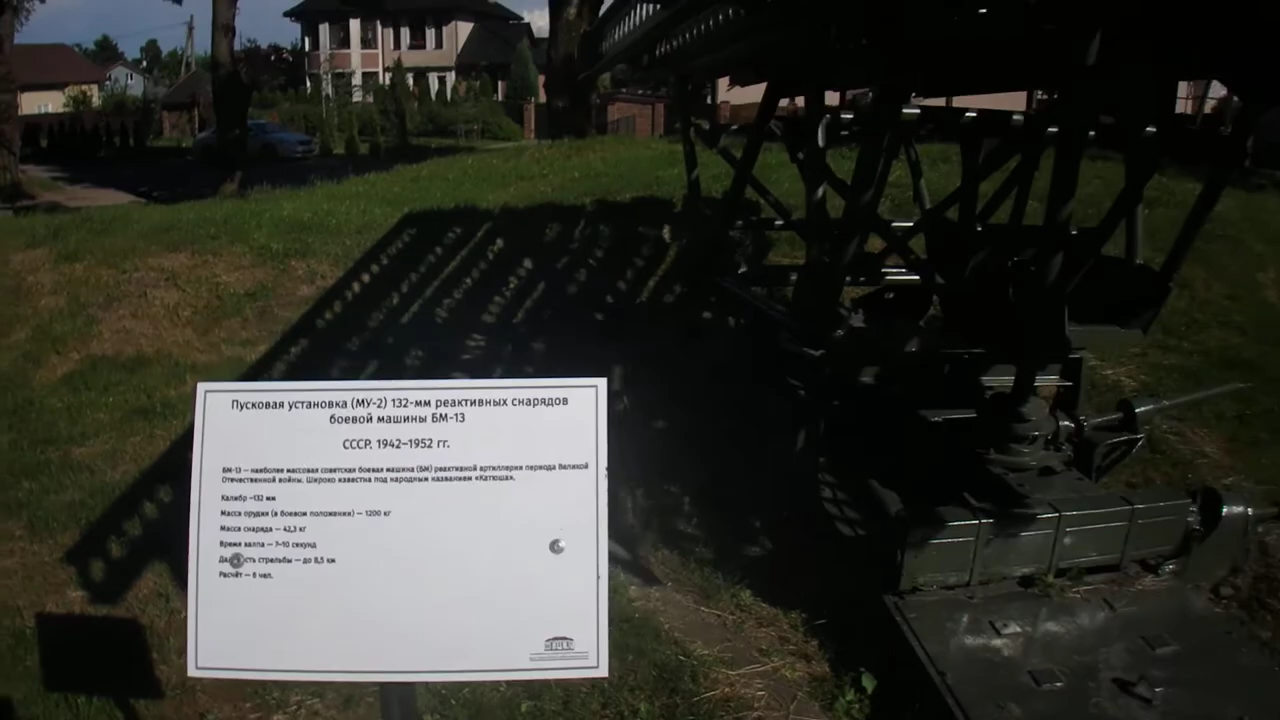 Пусковая установка (МУ-2) 132-мм реактивных снарядов
боевой машины БМ-13
СССР. 1942–1952 гг.
БМ-13 — наиболее массовая советская боевая машина (БМ) реактивной артиллерии периода Великой
Отечественной войны. Широко известна под народным названием «Катюша».
Калибр –132 мм
Масса орудия (в боевом положении) — 1200 кг
Масса снаряда — 42,3 кг
Время залпа — 7–10 секунд
Да сть стрельбы — до 8,5 км
Расчёт — 6 чел.